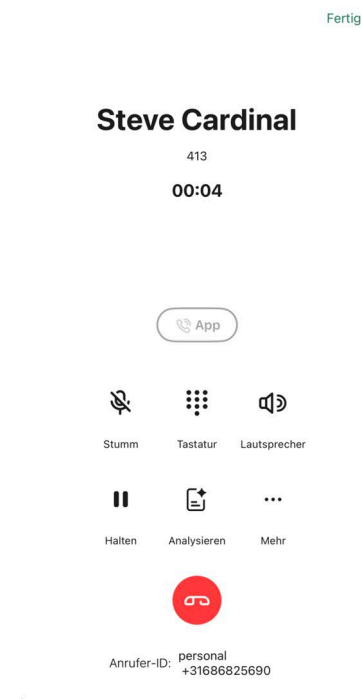 Fertig
Steve Cardinal
413
00:04
App
Stumm Tastatur Lautsprecher
Halten Analysieren Mehr
Anrufer-ID: personal
+31686825690